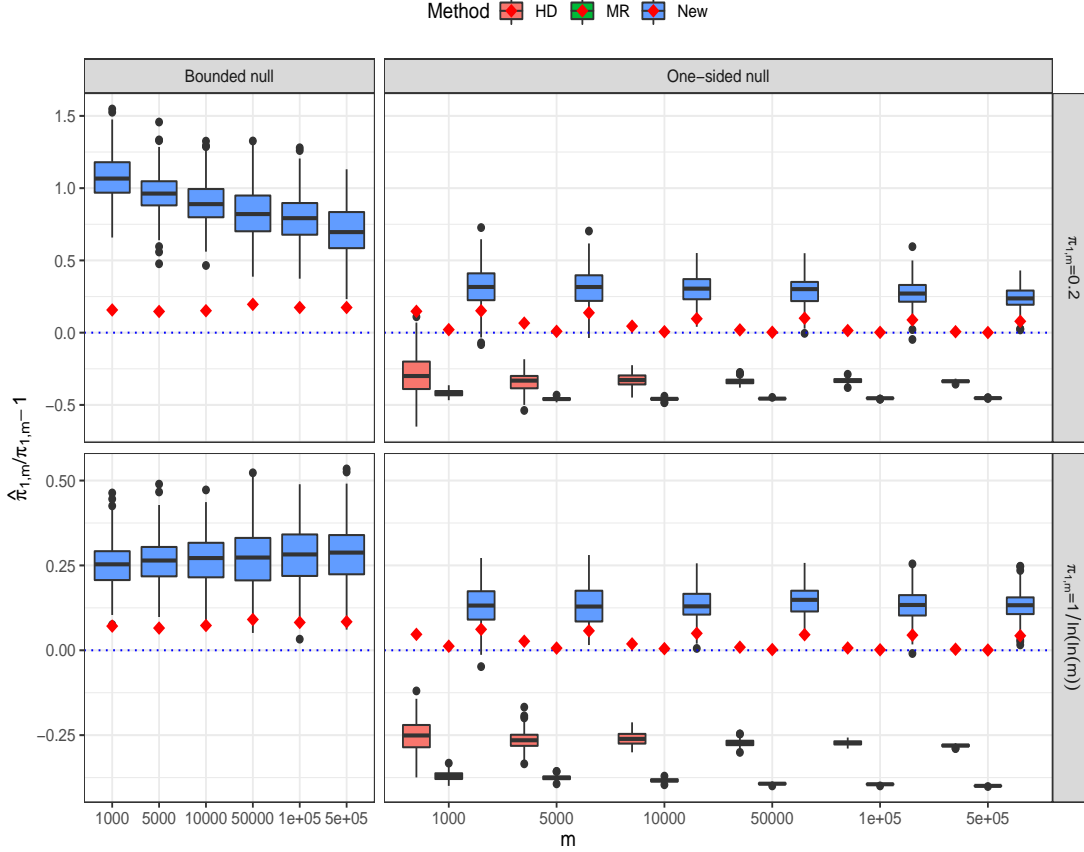 Method HD MR New
Bounded null One-sided null
1.5
1.0
0.5
0.0
−0.5
π1,m=0.2
π̂1,m/π1,m−1
0.50
0.25
0.00
−0.25
π1,m=1/ln(ln(m))
1000 5000 10000 50000 1e+05 5e+05 1000 5000 10000 50000 1e+05 5e+05
m